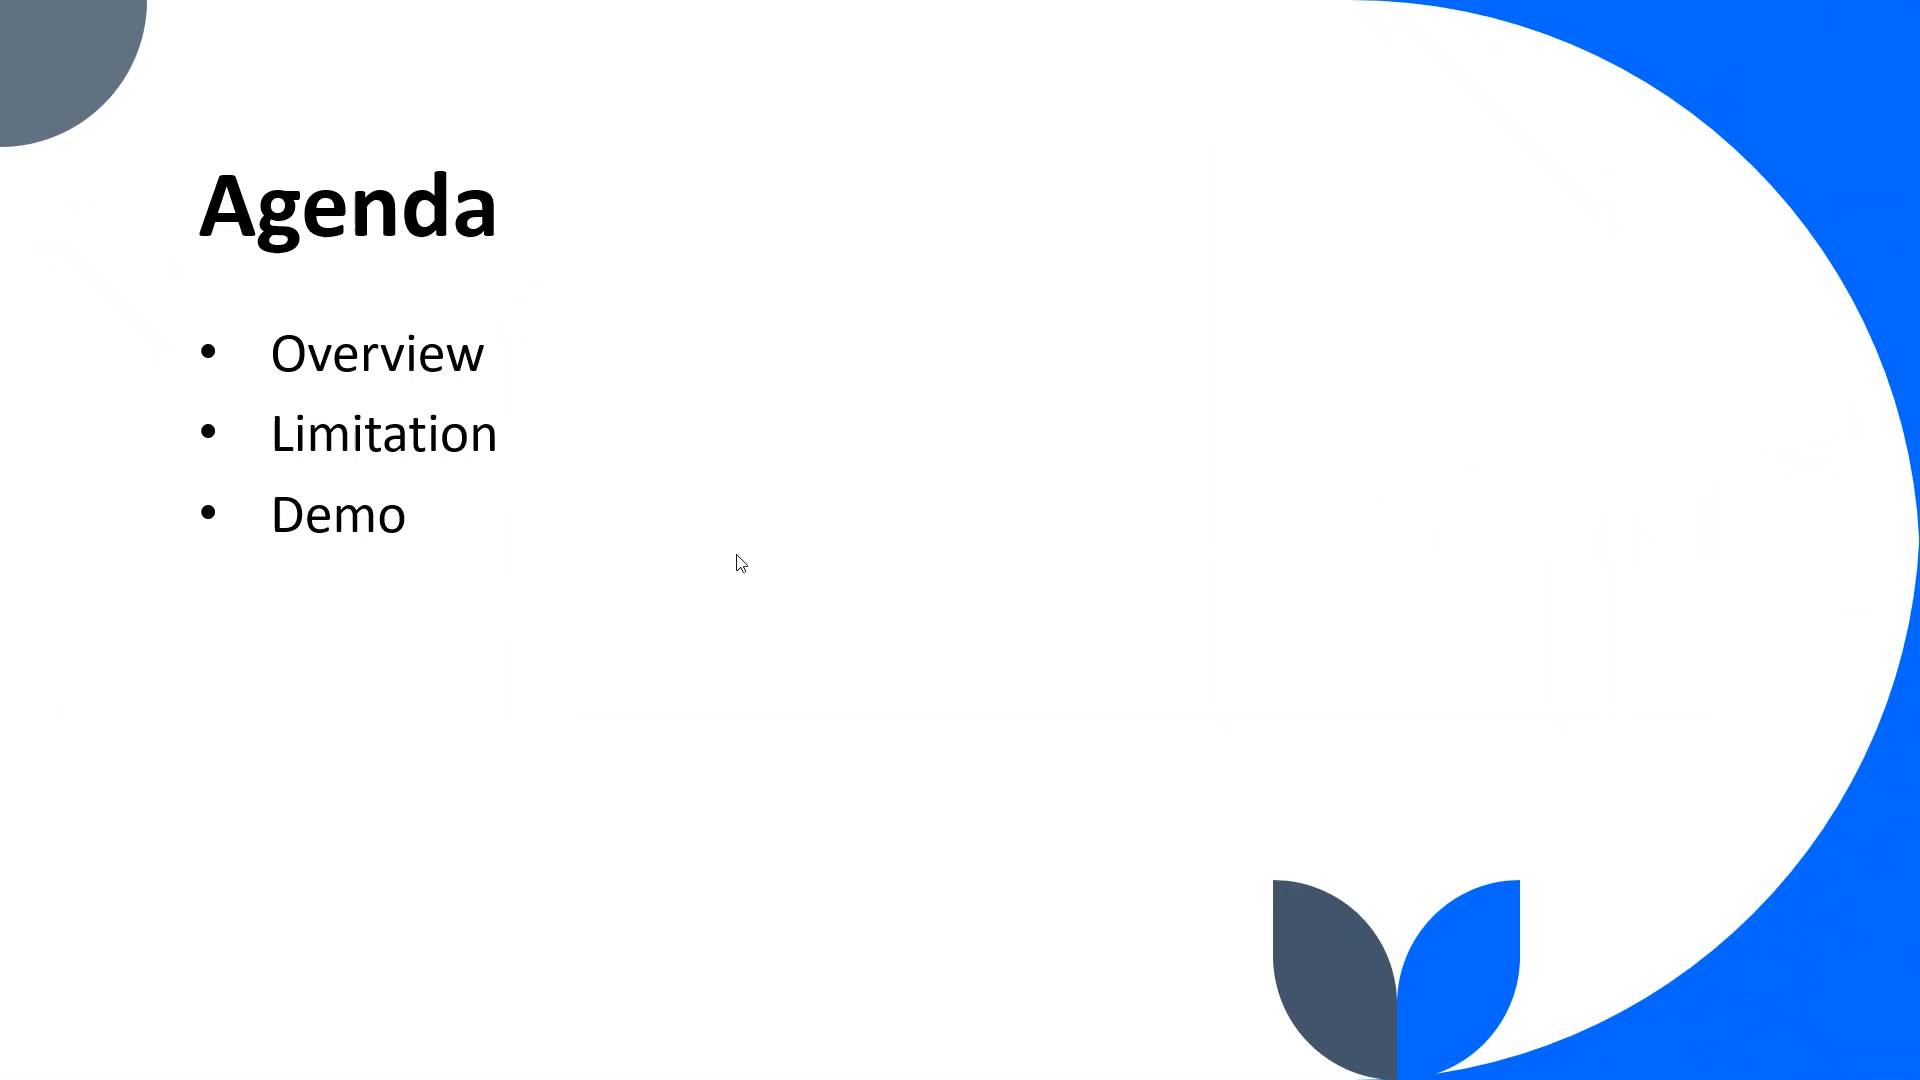 Agenda
• Overview
• Limitation
• Demo